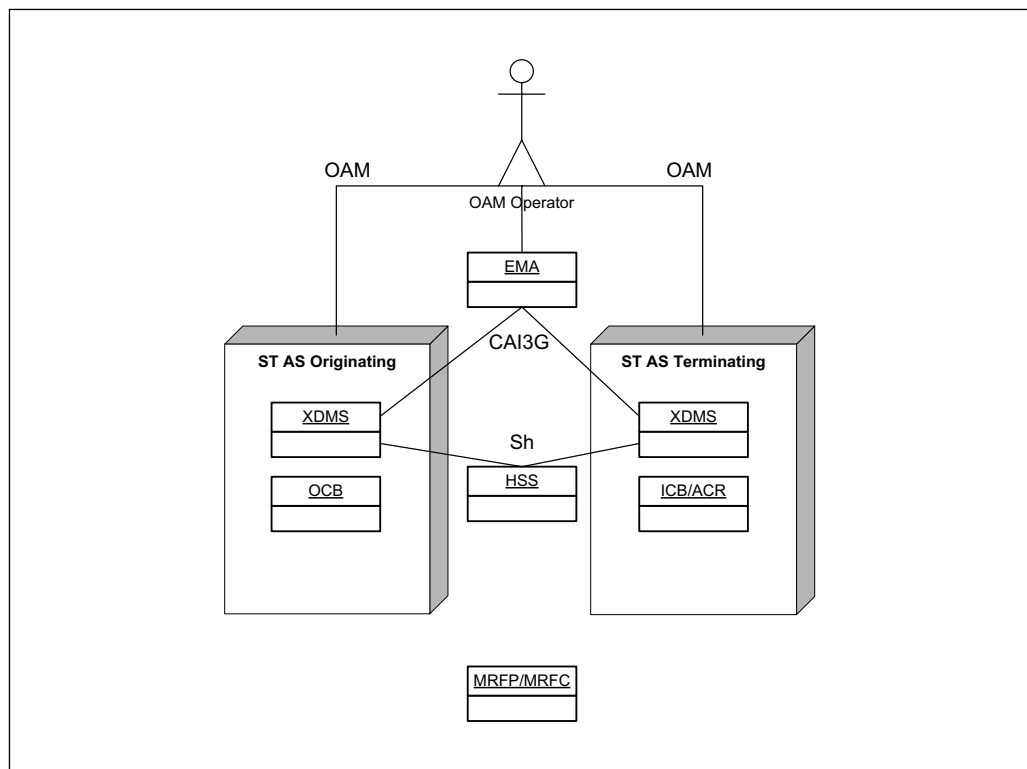 OAM
OAM
OAM Operator
EMA
CAI3G
ST AS Originating
ST AS Terminating
XDMS
XDMS
Sh
HSS
OCB
ICB/ACR
MRFP/MRFC